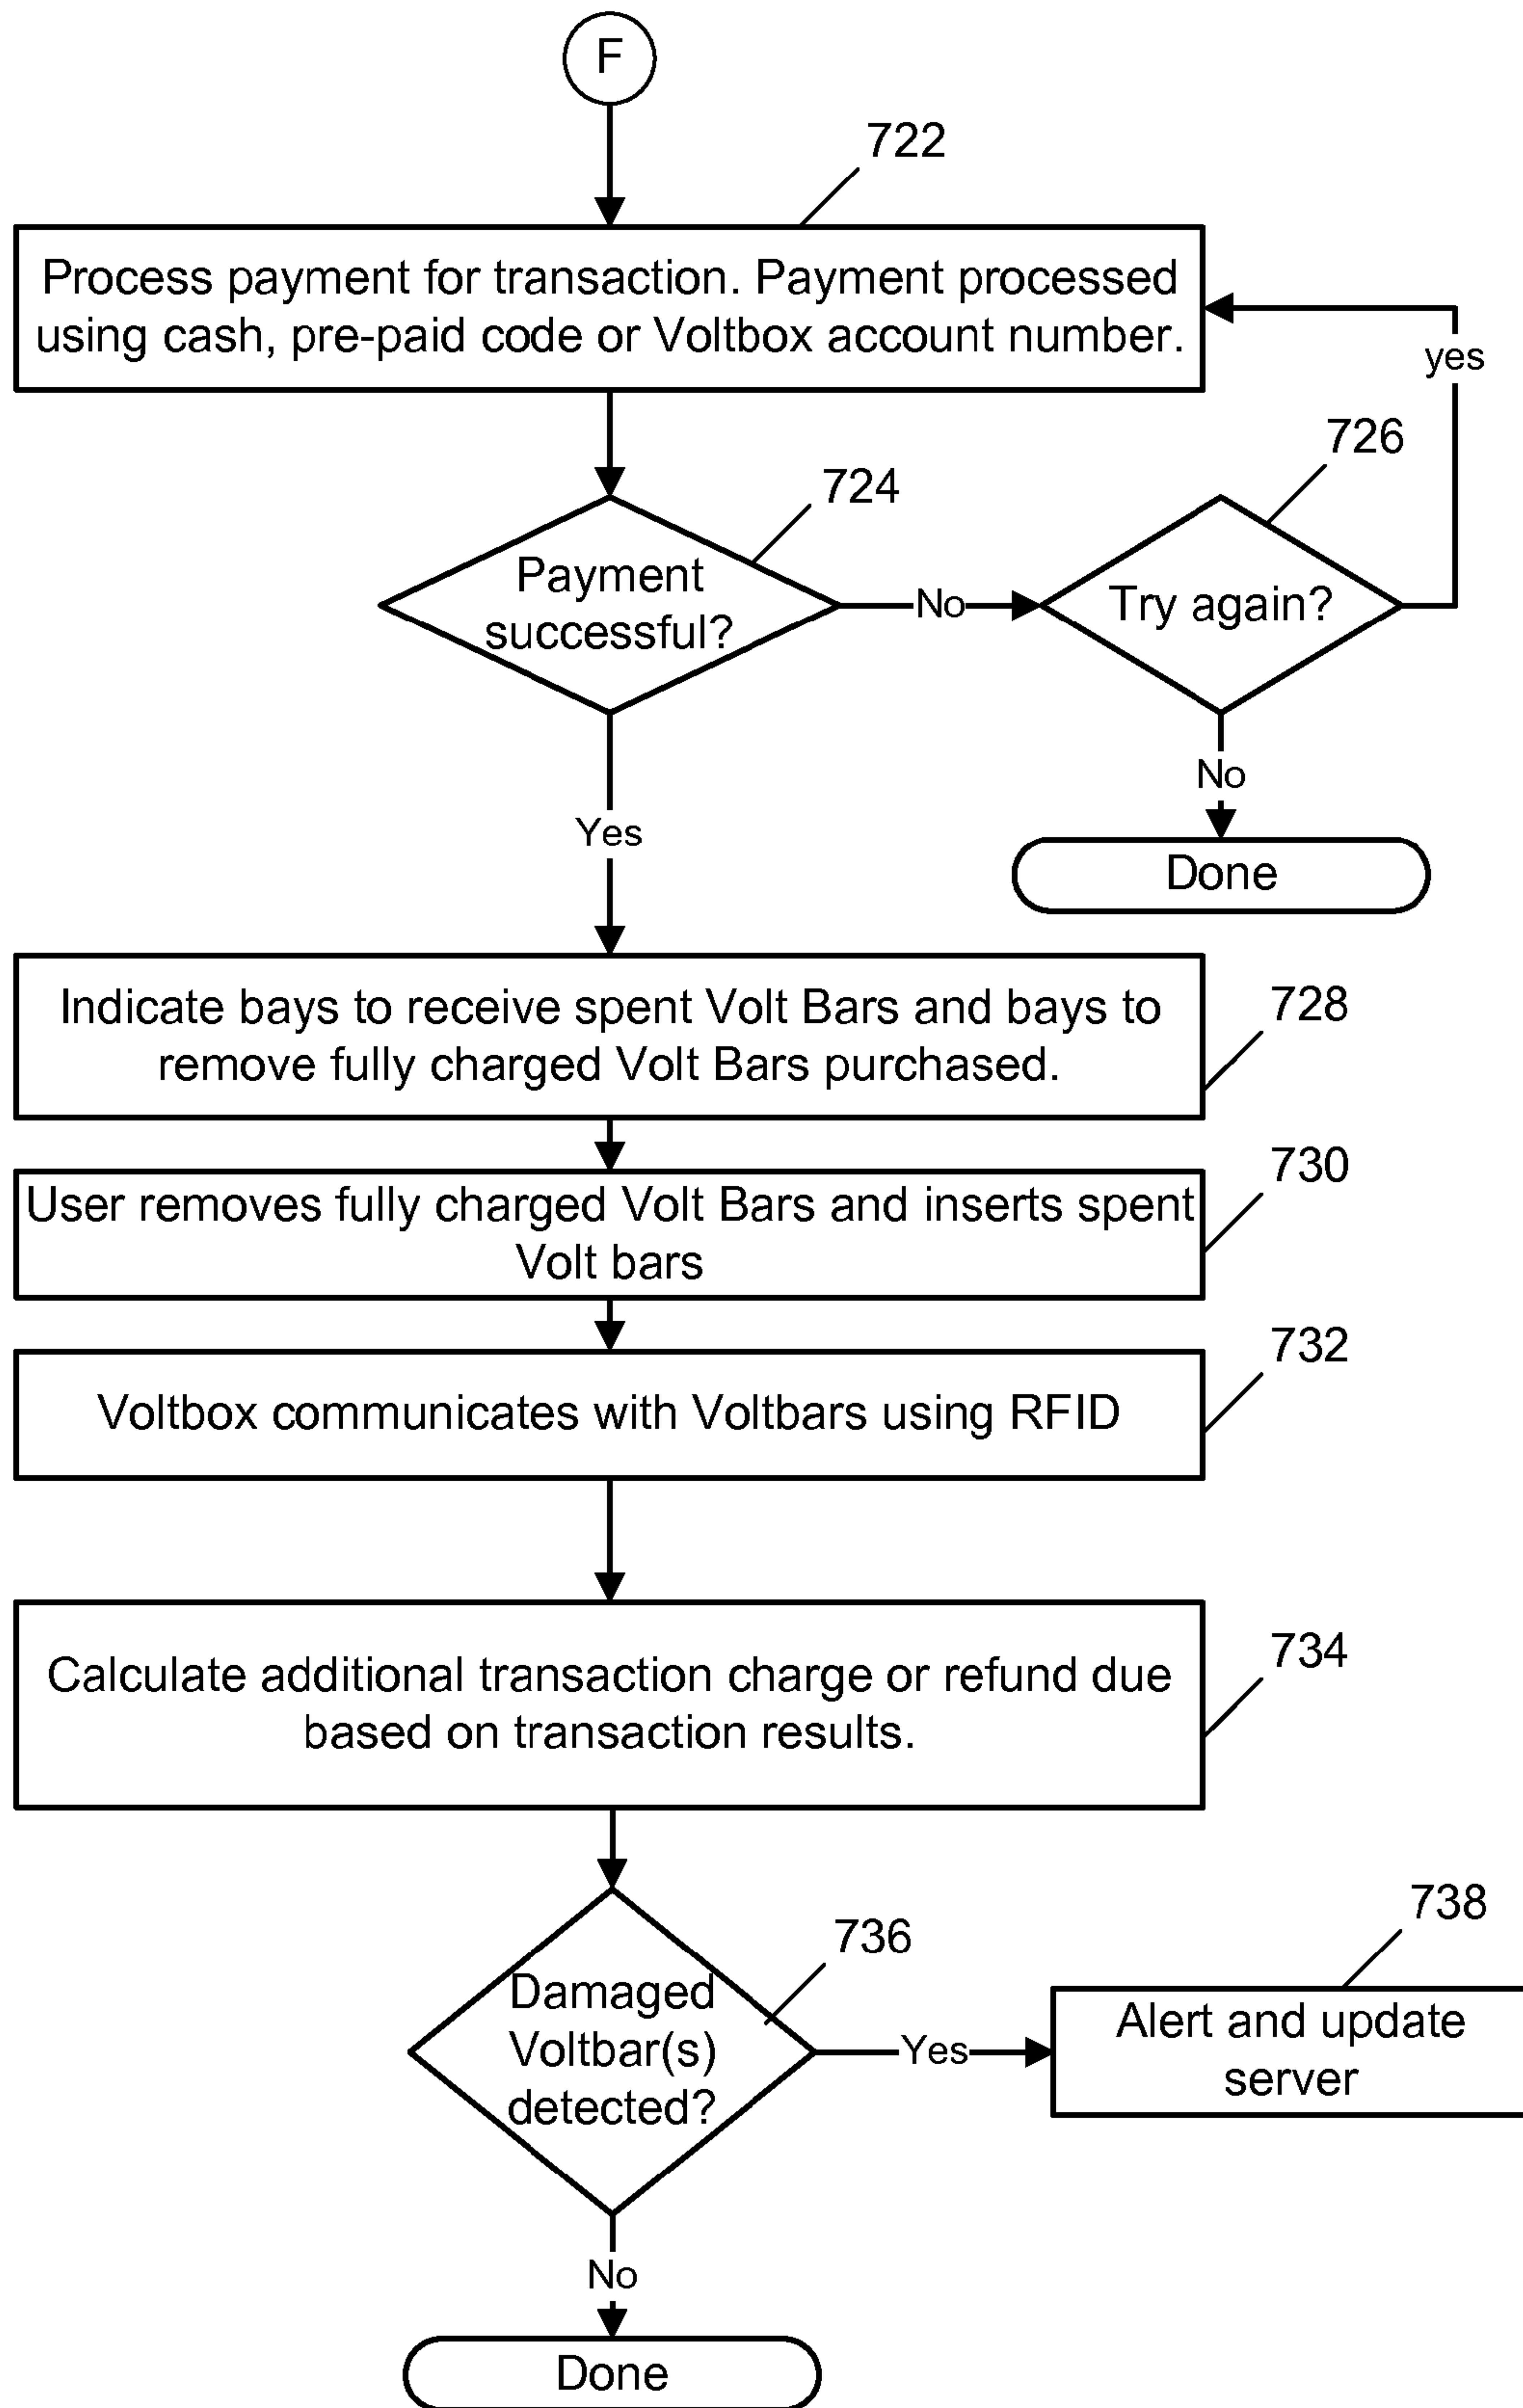 F
722
Process payment for transaction. Payment processed
using cash, pre-paid code or Voltbox account number.
yes
726
724
Payment
successful?
No
Try again?
No
Yes
Done
Indicate bays to receive spent Volt Bars and bays to
remove fully charged Volt Bars purchased.
728
730
User removes fully charged Volt Bars and inserts spent
Volt bars
732
Voltbox communicates with Voltbars using RFID
734
Calculate additional transaction charge or refund due
based on transaction results.
738
736
Damaged
Voltbar(s)
detected?
Yes
Alert and update
server
No
Done